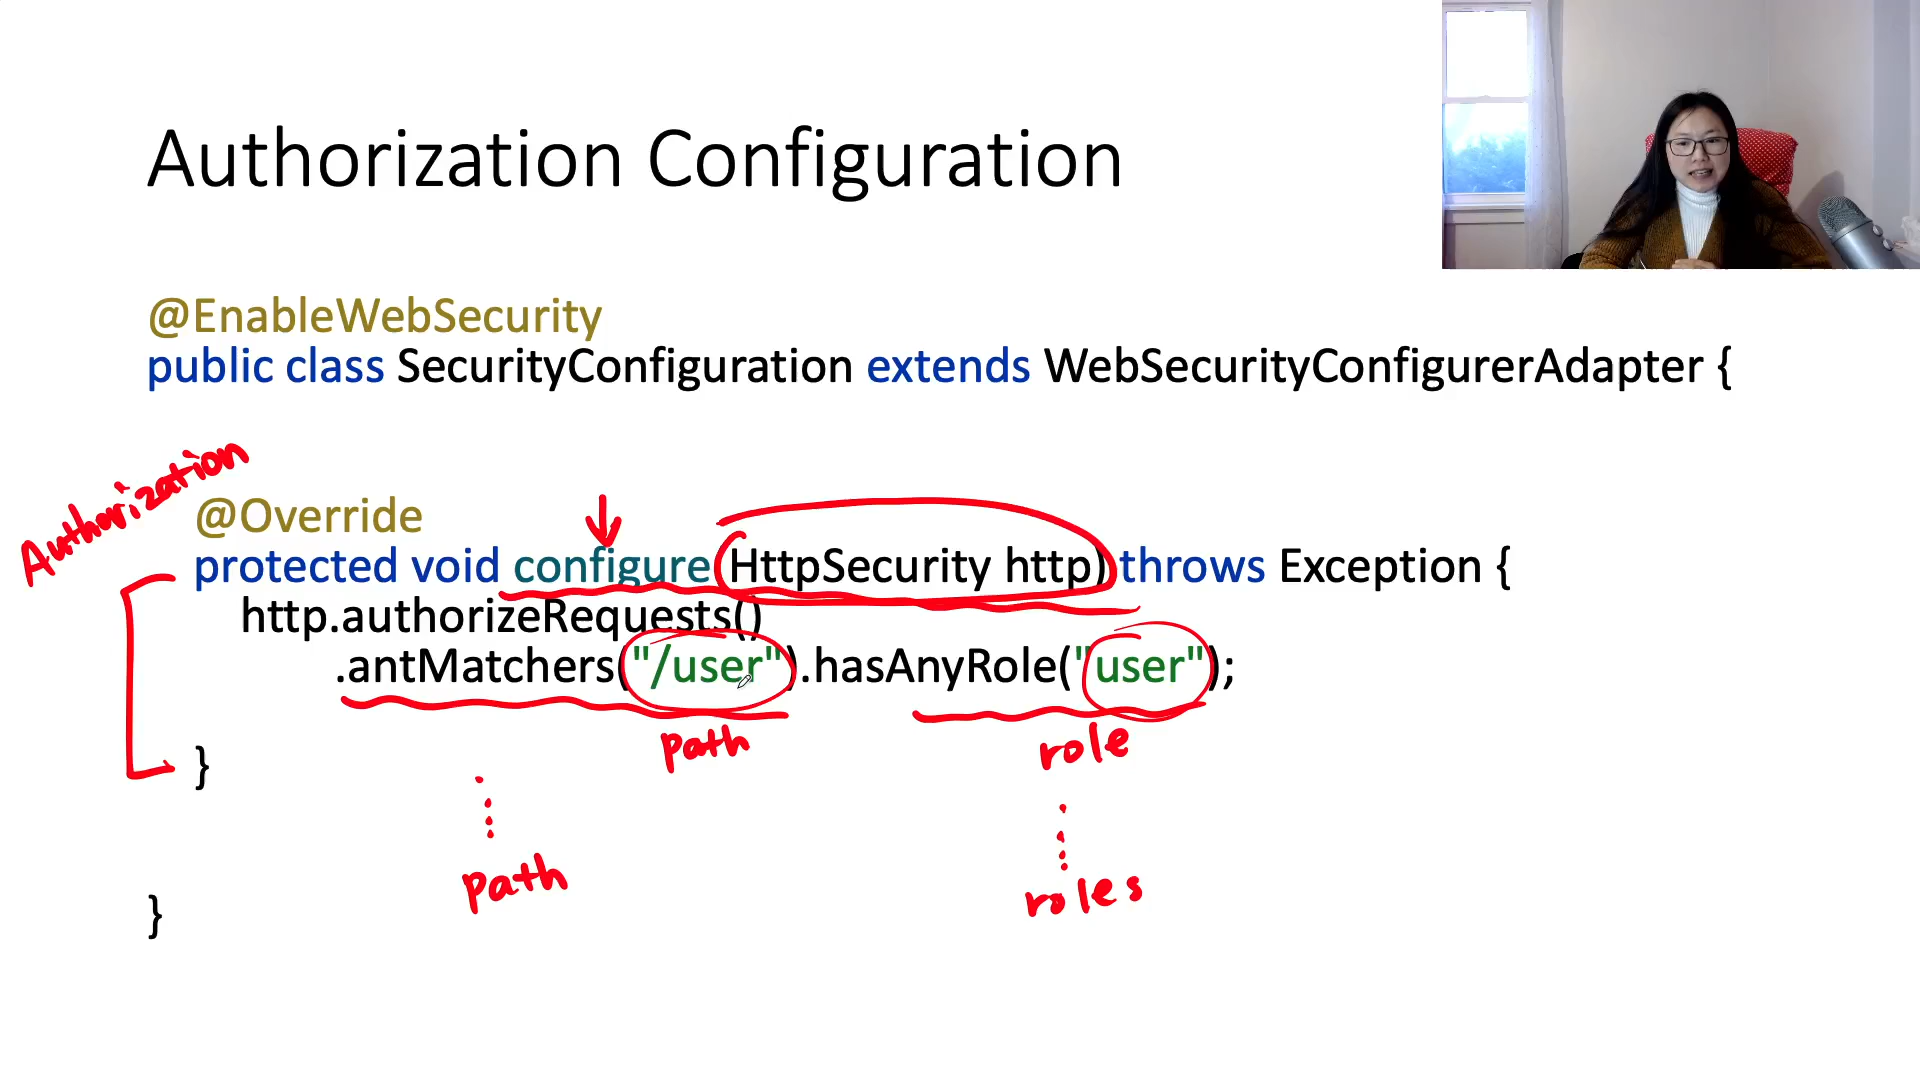 Authorization Configuration
@EnableWebSecurity
public class SecurityConfiguration extends WebSecurityConfigurerAdapter {
Authorization
@Override
protected void configure(HttpSecurity http) throws Exception {
http.authorizeRequests()
.antMatchers("/user").hasAnyRole("user");
path role
}
path roles
}